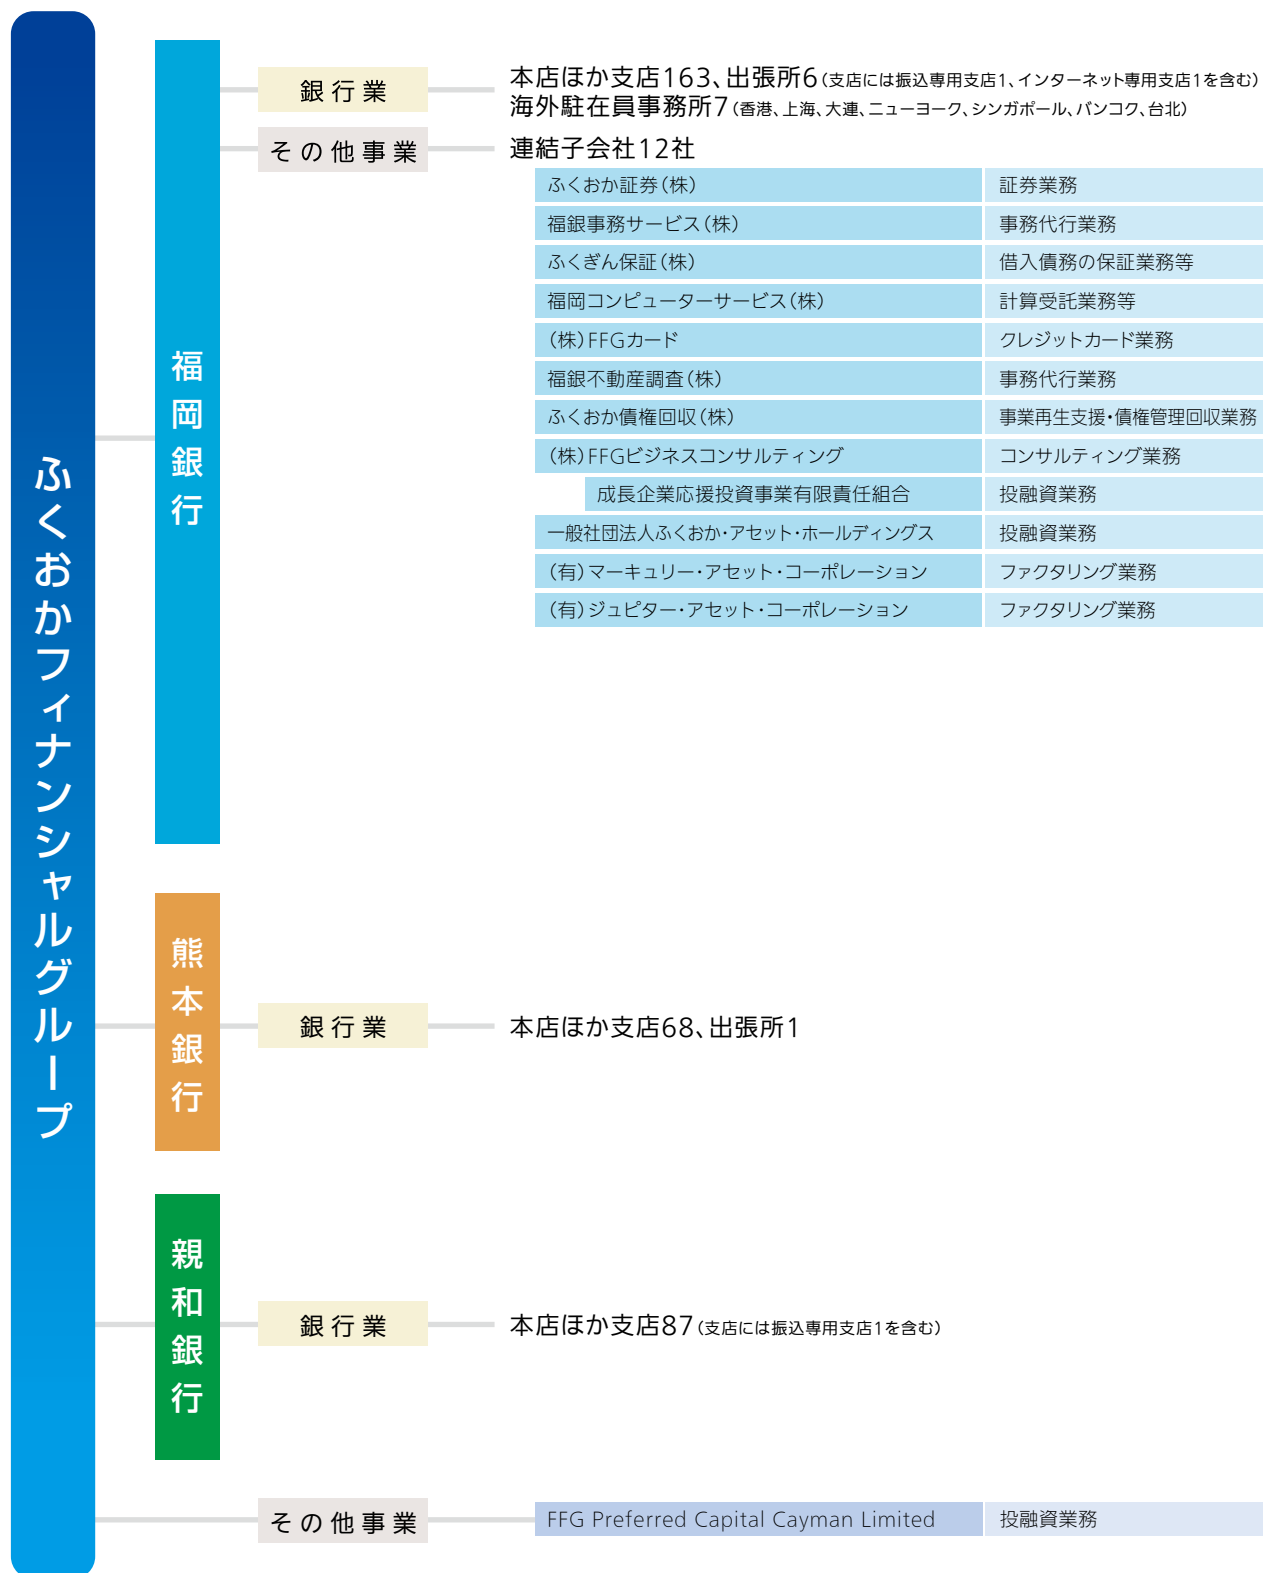 ふくおかフィナンシャルグループ
福岡銀行
銀行業
本店ほか支店163、出張所6(支店には振込専用支店1、インターネット専用支店1を含む)
海外駐在員事務所7(香港、上海、大連、ニューヨーク、シンガポール、バンコク、台北)
その他事業
連結子会社12社
ふくおか証券(株) 証券業務
福銀事務サービス(株) 事務代行業務
ふくぎん保証(株) 借入債務の保証業務等
福岡コンピューターサービス(株) 計算受託業務等
(株)FFGカード クレジットカード業務
福銀不動産調査(株) 事務代行業務
ふくおか債権回収(株) 事業再生支援・債権管理回収業務
(株)FFGビジネスコンサルティング コンサルティング業務
成長企業応援投資事業有限責任組合 投融資業務
一般社団法人ふくおか・アセット・ホールディングス 投融資業務
(有)マーキュリー・アセット・コーポレーション ファクタリング業務
(有)ジュピター・アセット・コーポレーション ファクタリング業務
熊本銀行
銀行業
本店ほか支店68、出張所1
親和銀行
銀行業
本店ほか支店87(支店には振込専用支店1を含む)
その他事業
FFG Preferred Capital Cayman Limited 投融資業務